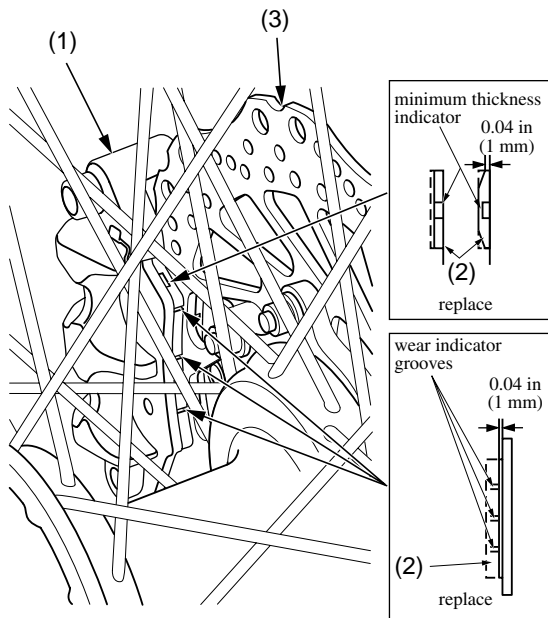 (1)
(3)
minimum thickness
indicator
0.04 in
(1 mm)
(2)
replace
wear indicator
grooves
0.04 in
(1 mm)
(2)
replace